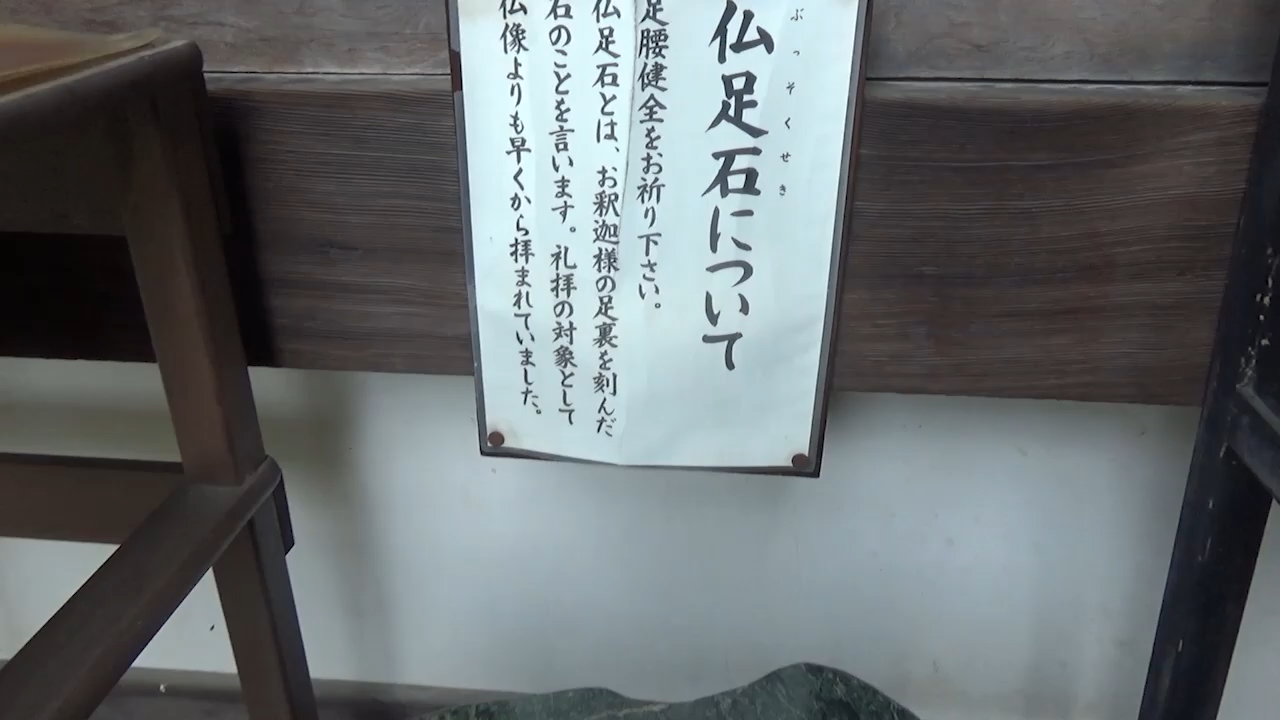 仏足石について
ぶっそくせき
足腰健全をお祈り下さい。
仏足石とは、お釈迦様の足裏を刻んだ
石のことを言います。礼拝の対象として
仏像よりも早くから拝まれていました。